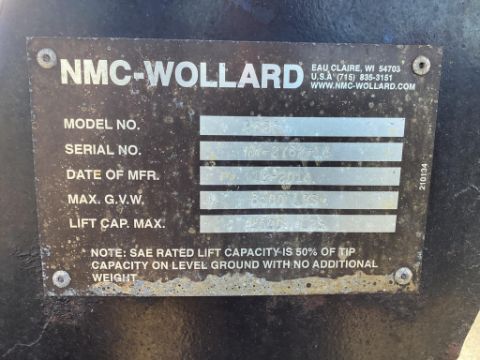 NMC-WOLLARD
EAU CLAIRE, WI 54703
U.S.A (715) 835-3151
WWW.NMC-WOLLARD.COM
MODEL NO.
SERIAL NO.
DATE OF MFR.
MAX. G.V.W.
LIFT CAP. MAX.
210134
NOTE: SAE RATED LIFT CAPACITY IS 50% OF TIP
CAPACITY ON LEVEL GROUND WITH NO ADDITIONAL
WEIGHT